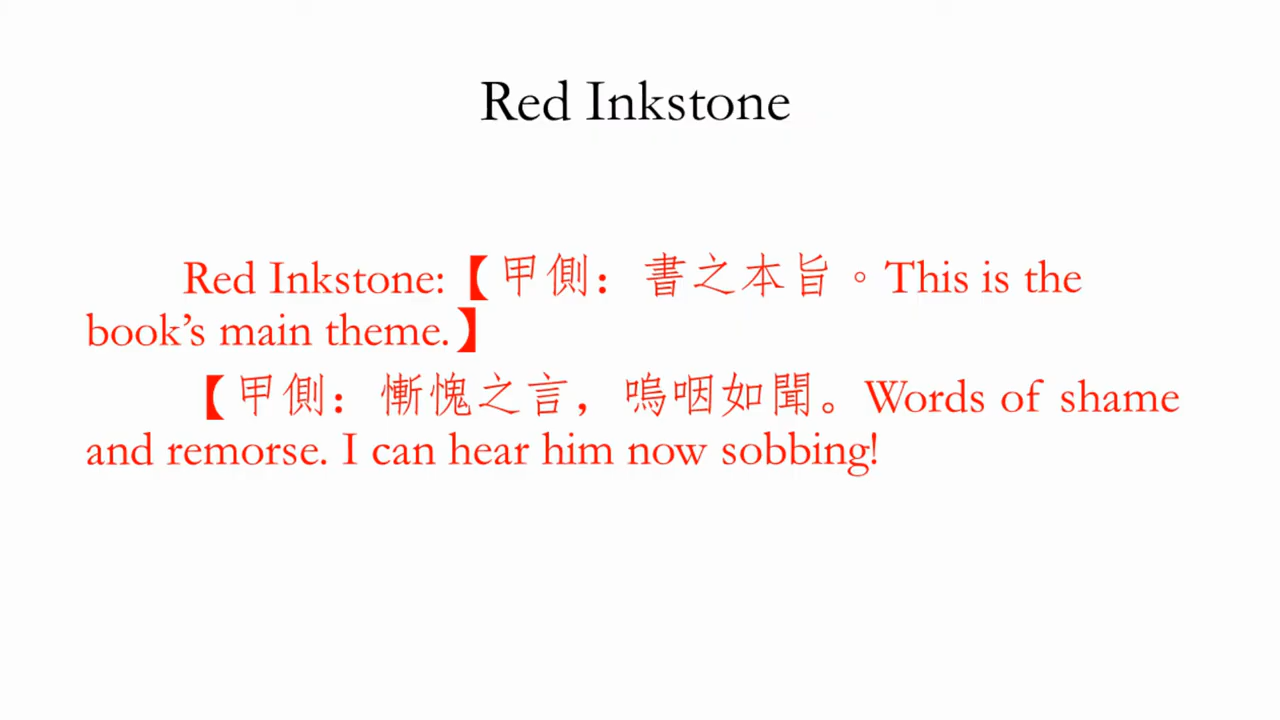 Red Inkstone
Red Inkstone:【甲側：書之本旨。This is the
book’s main theme.】
【甲側：慚愧之言，嗚咽如聞。Words of shame
and remorse. I can hear him now sobbing!